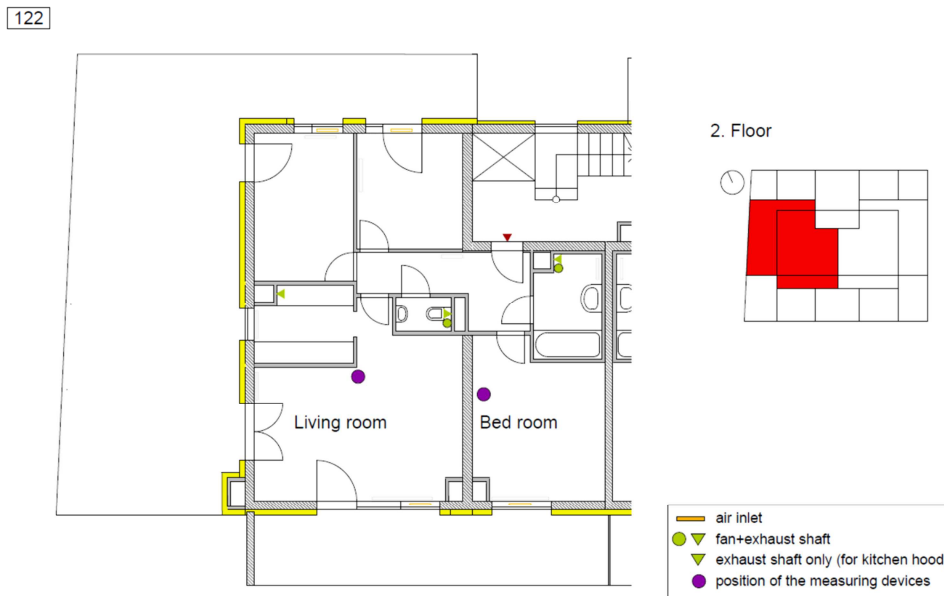 122
2. Floor
Living room
Bed room
air inlet
fan+exhaust shaft
exhaust shaft only (for kitchen hood
position of the measuring devices